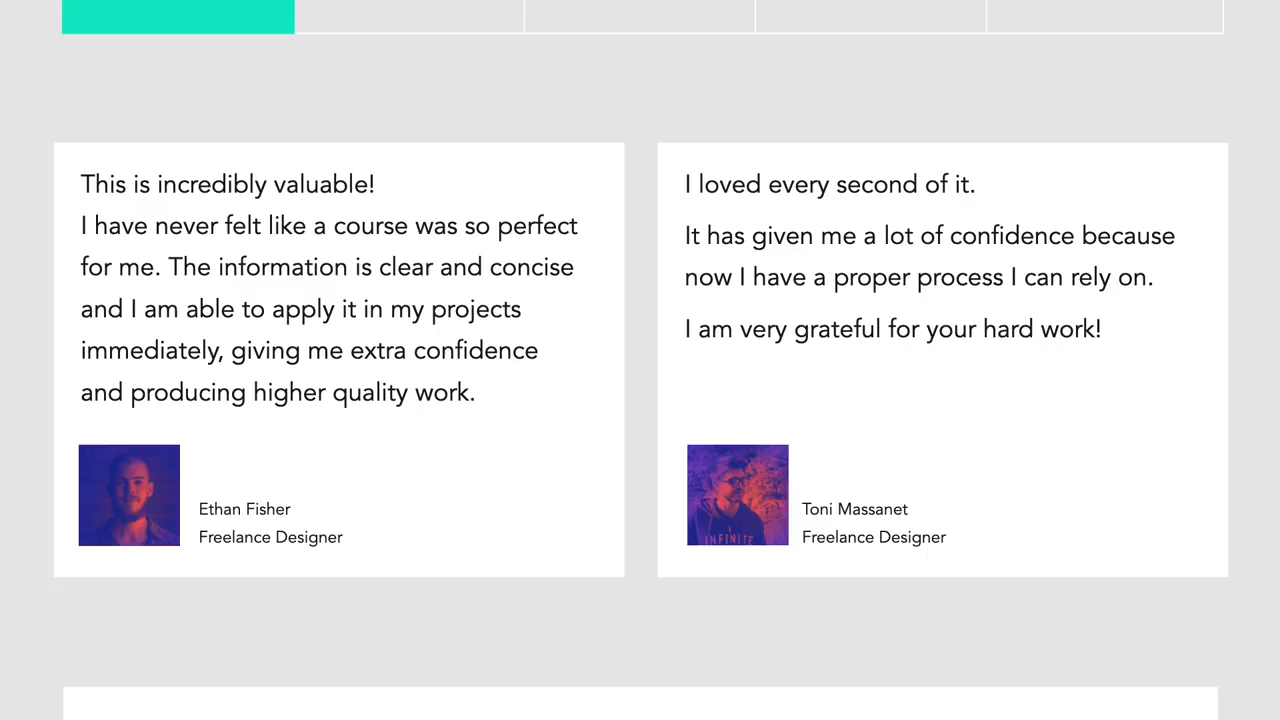 This is incredibly valuable!
I have never felt like a course was so perfect
for me. The information is clear and concise
and I am able to apply it in my projects
immediately, giving me extra confidence
and producing higher quality work.
Ethan Fisher
Freelance Designer
I loved every second of it.
It has given me a lot of confidence because
now I have a proper process I can rely on.
I am very grateful for your hard work!
INFINITE
Toni Massanet
Freelance Designer